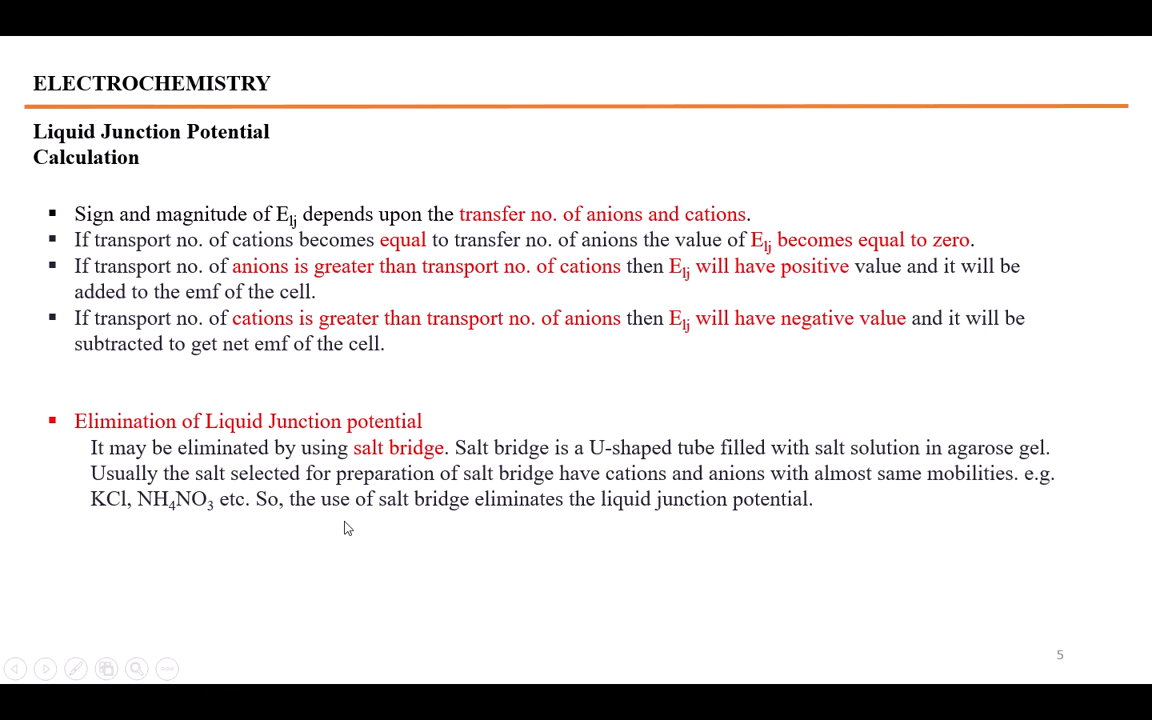 ELECTROCHEMISTRY
Liquid Junction Potential
Calculation
▪ Sign and magnitude of Elj depends upon the transfer no. of anions and cations.
▪ If transport no. of cations becomes equal to transfer no. of anions the value of Elj becomes equal to zero.
▪ If transport no. of anions is greater than transport no. of cations then Elj will have positive value and it will be
added to the emf of the cell.
▪ If transport no. of cations is greater than transport no. of anions then Elj will have negative value and it will be
subtracted to get net emf of the cell.
▪ Elimination of Liquid Junction potential
It may be eliminated by using salt bridge. Salt bridge is a U-shaped tube filled with salt solution in agarose gel.
Usually the salt selected for preparation of salt bridge have cations and anions with almost same mobilities. e.g.
KCl, NH4NO3 etc. So, the use of salt bridge eliminates the liquid junction potential.
5